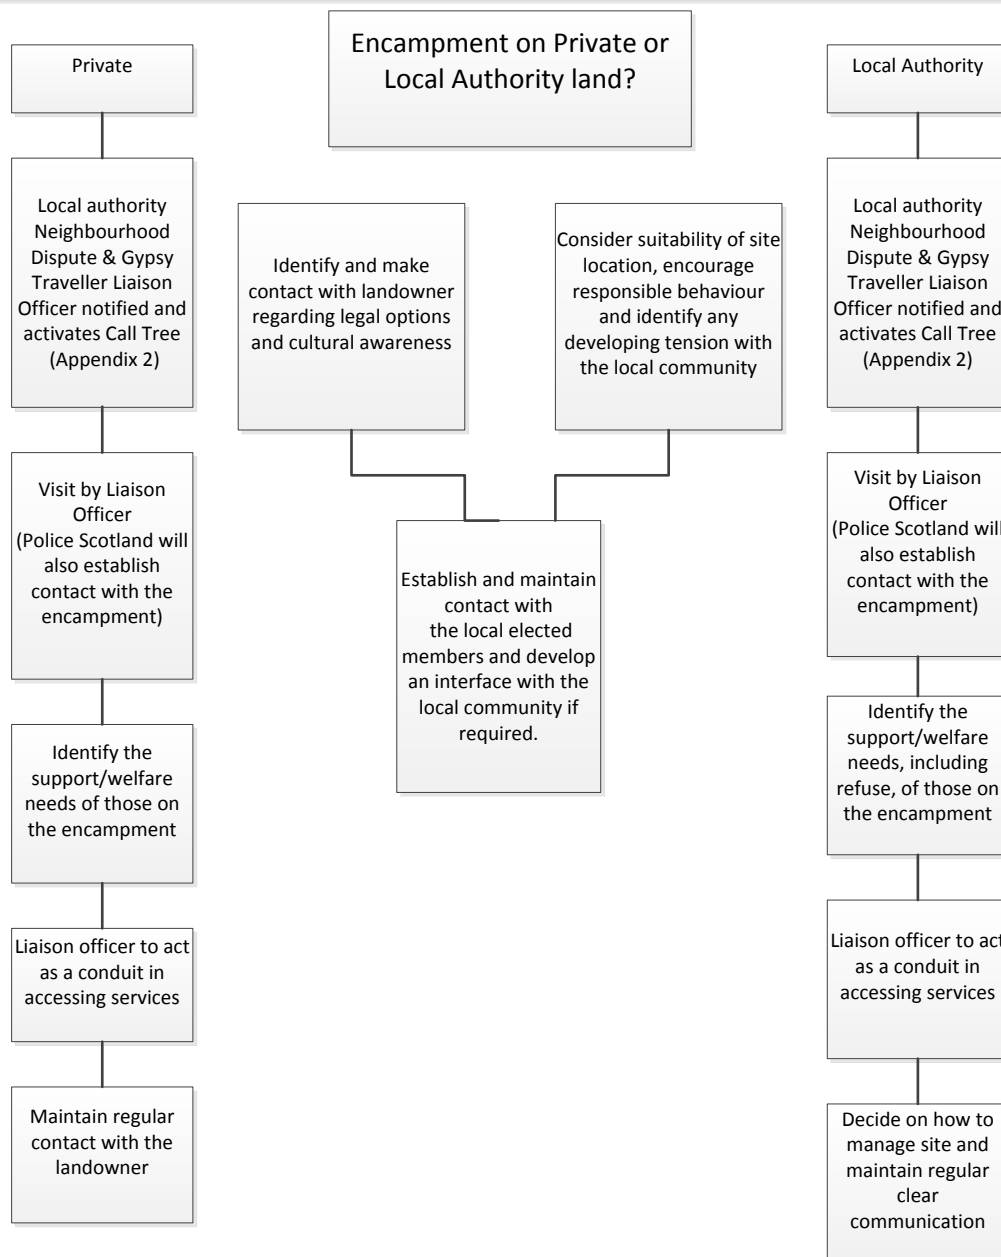 Encampment on Private or
Local Authority land?
Private
Local authority
Neighbourhood
Dispute & Gypsy
Traveller Liaison
Officer notified and
activates Call Tree
(Appendix 2)
Visit by Liaison
Officer
(Police Scotland will
also establish
contact with the
encampment)
Identify the
support/welfare
needs of those on
the encampment
Liaison officer to act
as a conduit in
accessing services
Maintain regular
contact with the
landowner
Identify and make
contact with landowner
regarding legal options
and cultural awareness
Consider suitability of site
location, encourage
responsible behaviour
and identify any
developing tension with
the local community
Establish and maintain
contact with
the local elected
members and develop
an interface with the
local community if
required.
Local Authority
Local authority
Neighbourhood
Dispute & Gypsy
Traveller Liaison
Officer notified and
activates Call Tree
(Appendix 2)
Visit by Liaison
Officer
(Police Scotland will
also establish
contact with the
encampment)
Identify the
support/welfare
needs, including
refuse, of those on
the encampment
Liaison officer to act
as a conduit in
accessing services
Decide on how to
manage site and
maintain regular
clear
communication